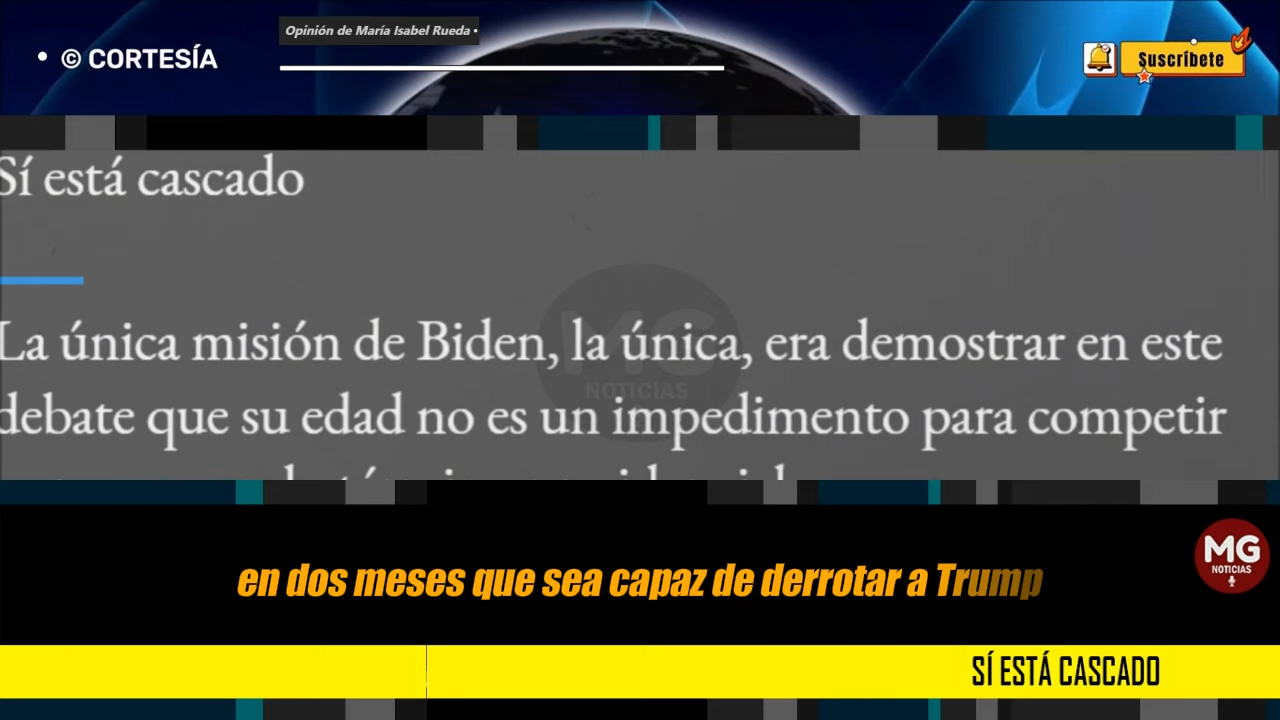 Opinión de María Isabel Rueda •
• © CORTESÍA
Suscríbete
Sí está cascado
La única misión de Biden, la única, era demostrar en este
debate que su edad no es un impedimento para competir
MG
NOTICIAS
en dos meses que sea capaz de derrotar a Trump
MG
NOTICIAS
SÍ ESTÁ CASCADO